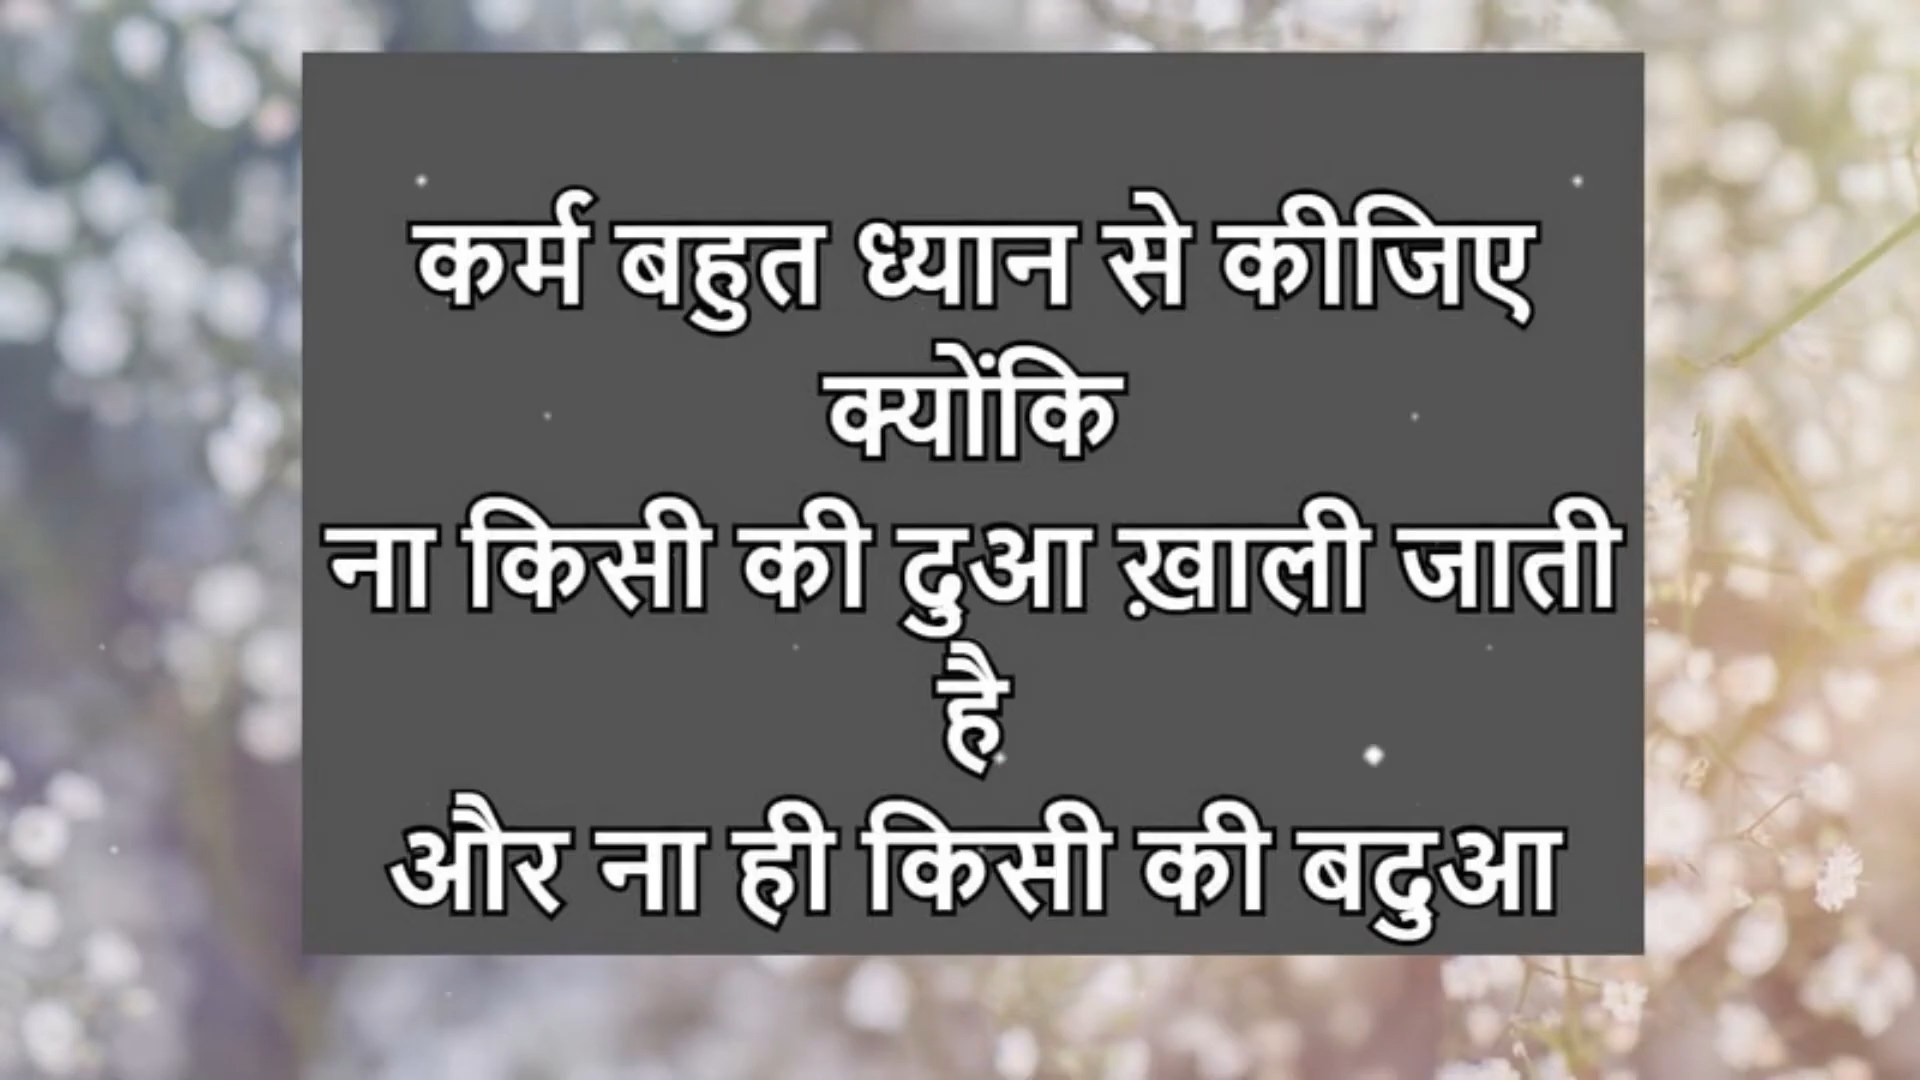 कर्म बहुत ध्यान से कीजिए
क्योंकि
ना किसी की दुआ ख़ाली जाती
है
और ना ही किसी की बदुआ